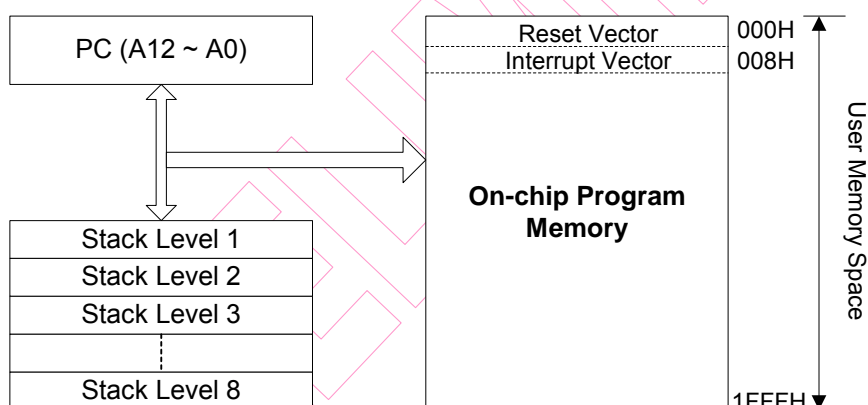 PC (A12 ~ A0)
Reset Vector
000H
Interrupt Vector
008H
On-chip Program
Memory
User Memory Space
Stack Level 1
Stack Level 2
Stack Level 3
Stack Level 8
1FFFH